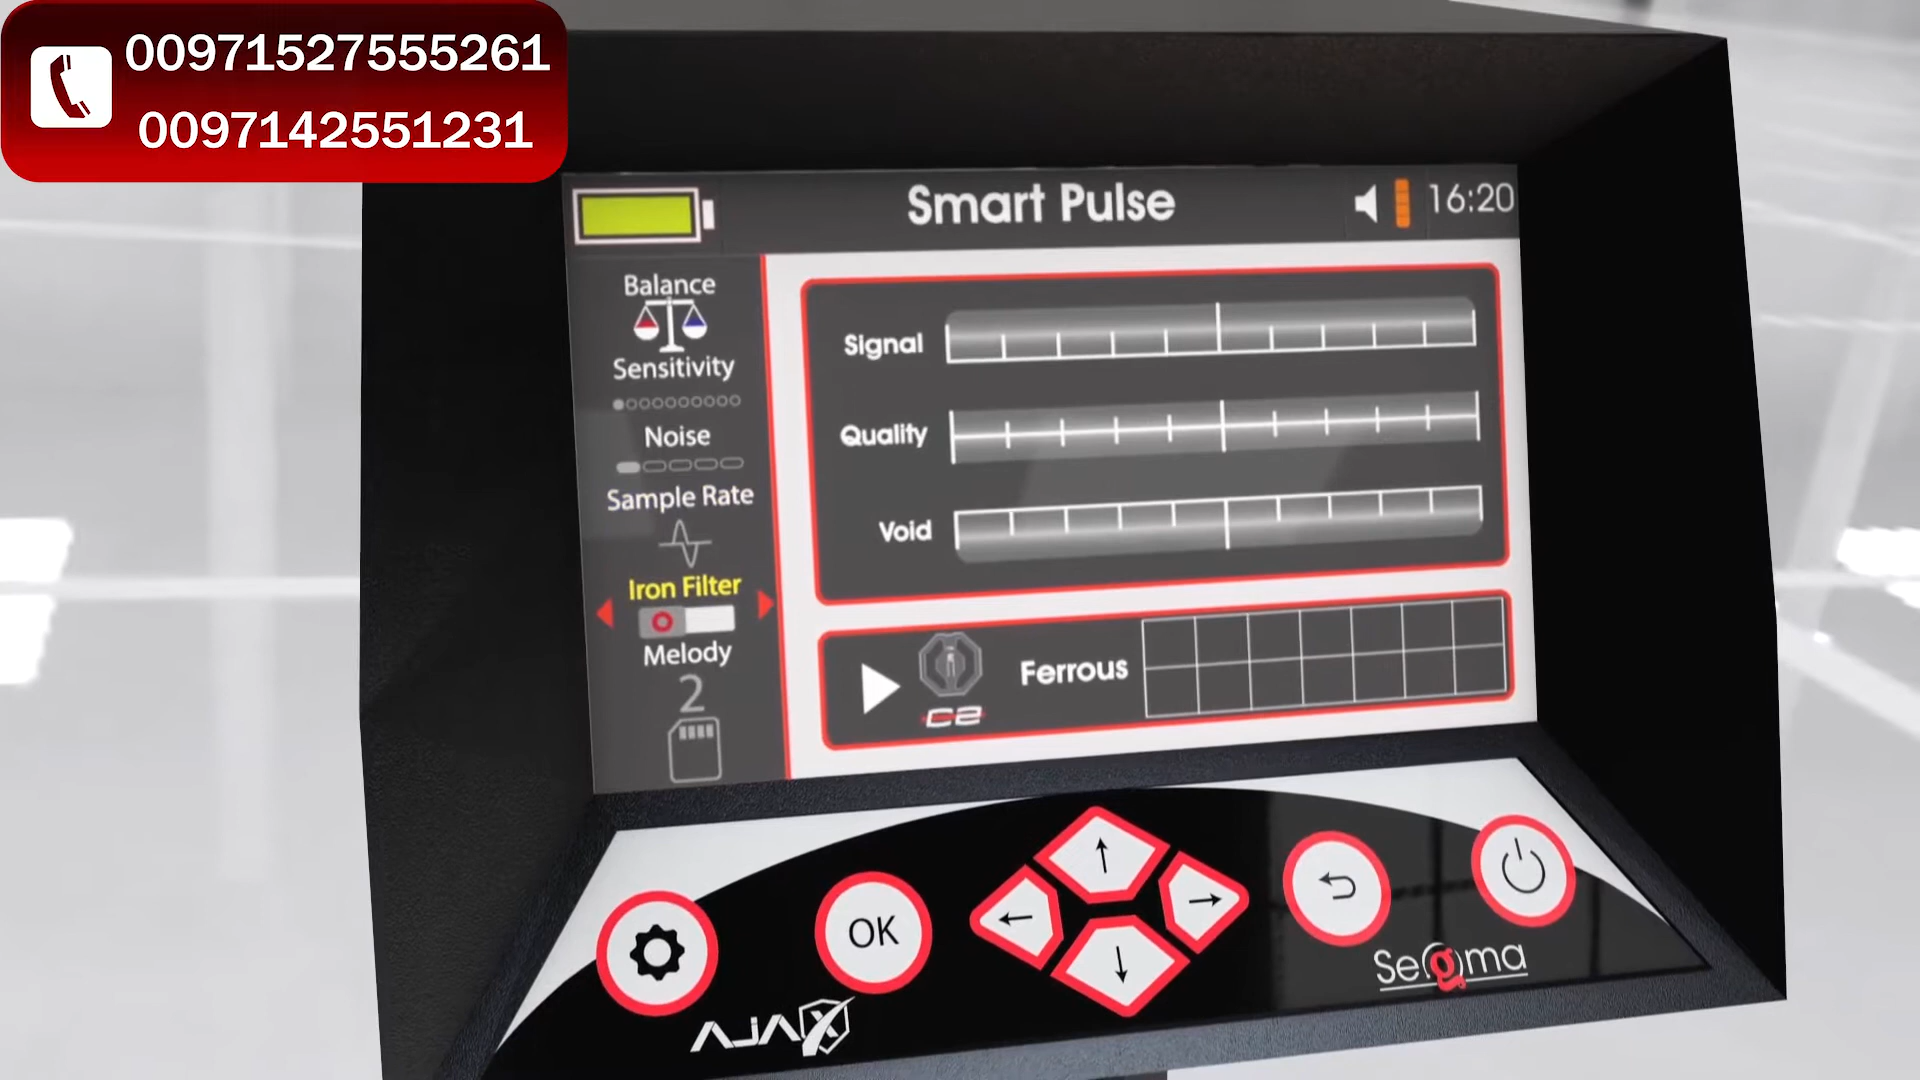 00971527555261
0097142551231
Smart Pulse
16:20
Balance
Sensitivity
Noise
Sample Rate
Iron Filter
Melody
2
Signal
Quality
Void
C2
Ferrous
OK
AJAX
Segma